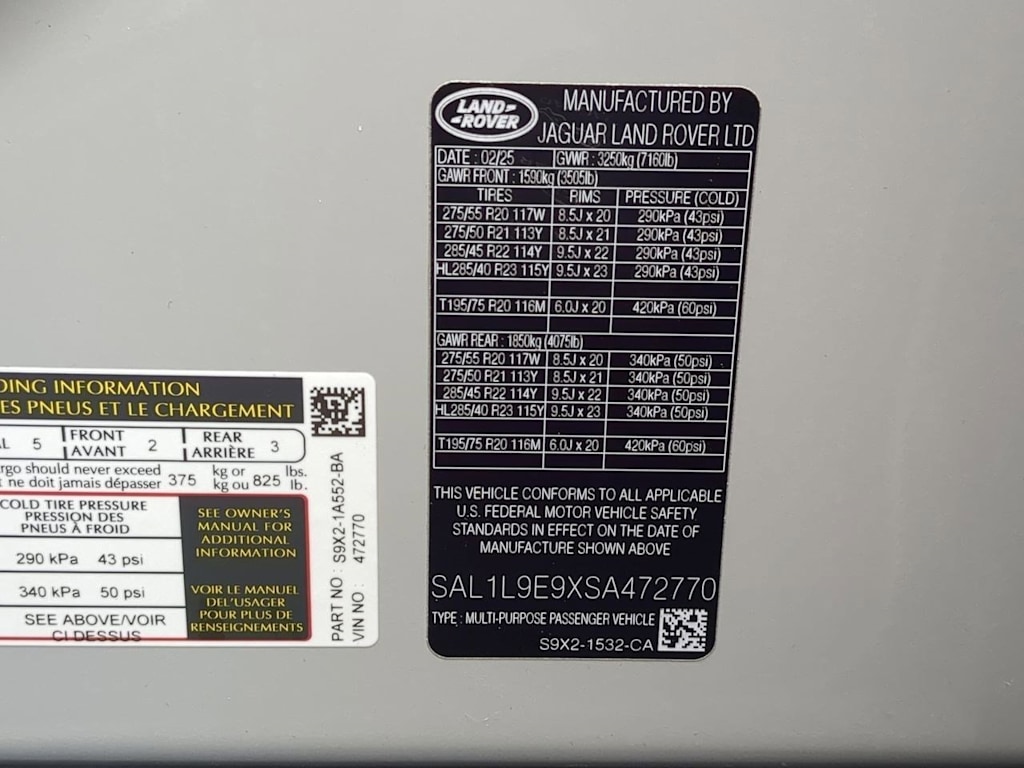 LAND-
-ROVER
MANUFACTURED BY
JAGUAR LAND ROVER LTD
DATE : 02/25 GVWR : 3250kg (7160lb)
GAWR FRONT : 1590kg (3505lb)
TIRES RIMS PRESSURE (COLD)
275/55 R20 117W 8.5J x 20 290kPa (43psi)
275/50 R21 113Y 8.5J x 21 290kPa (43psi)
285/45 R22 114Y 9.5J x 22 290kPa (43psi)
HL285/40 R23 115Y 9.5J x 23 290kPa (43psi)
T195/75 R20 116M 6.0J x 20 420kPa (60psi)
GAWR REAR : 1850kg (4075lb)
275/55 R20 117W 8.5J x 20 340kPa (50psi)
275/50 R21 113Y 8.5J x 21 340kPa (50psi)
285/45 R22 114Y 9.5J x 22 340kPa (50psi)
HL285/40 R23 115Y 9.5J x 23 340kPa (50psi)
T195/75 R20 116M 6.0J x 20 420kPa (60psi)
THIS VEHICLE CONFORMS TO ALL APPLICABLE
U.S. FEDERAL MOTOR VEHICLE SAFETY
STANDARDS IN EFFECT ON THE DATE OF
MANUFACTURE SHOWN ABOVE
SAL1L9E9XSA472770
TYPE : MULTI-PURPOSE PASSENGER VEHICLE
S9X2-1532-CA
DING INFORMATION
ES PNEUS ET LE CHARGEMENT
AL 5 FRONT AVANT 2 REAR ARRIÈRE 3
rgo should never exceed 375 kg or 825 lbs.
ne doit jamais dépasser kg ou lb.
COLD TIRE PRESSURE
PRESSION DES
PNEUS À FROID
290 kPa 43 psi
340 kPa 50 psi
SEE ABOVE/VOIR
CI DESSUS
SEE OWNER'S
MANUAL FOR
ADDITIONAL
INFORMATION
VOIR LE MANUEL
DEL'USAGER
POUR PLUS DE
RENSEIGNEMENTS
PART NO : S9X2-1A552-BA
VIN NO : 472770